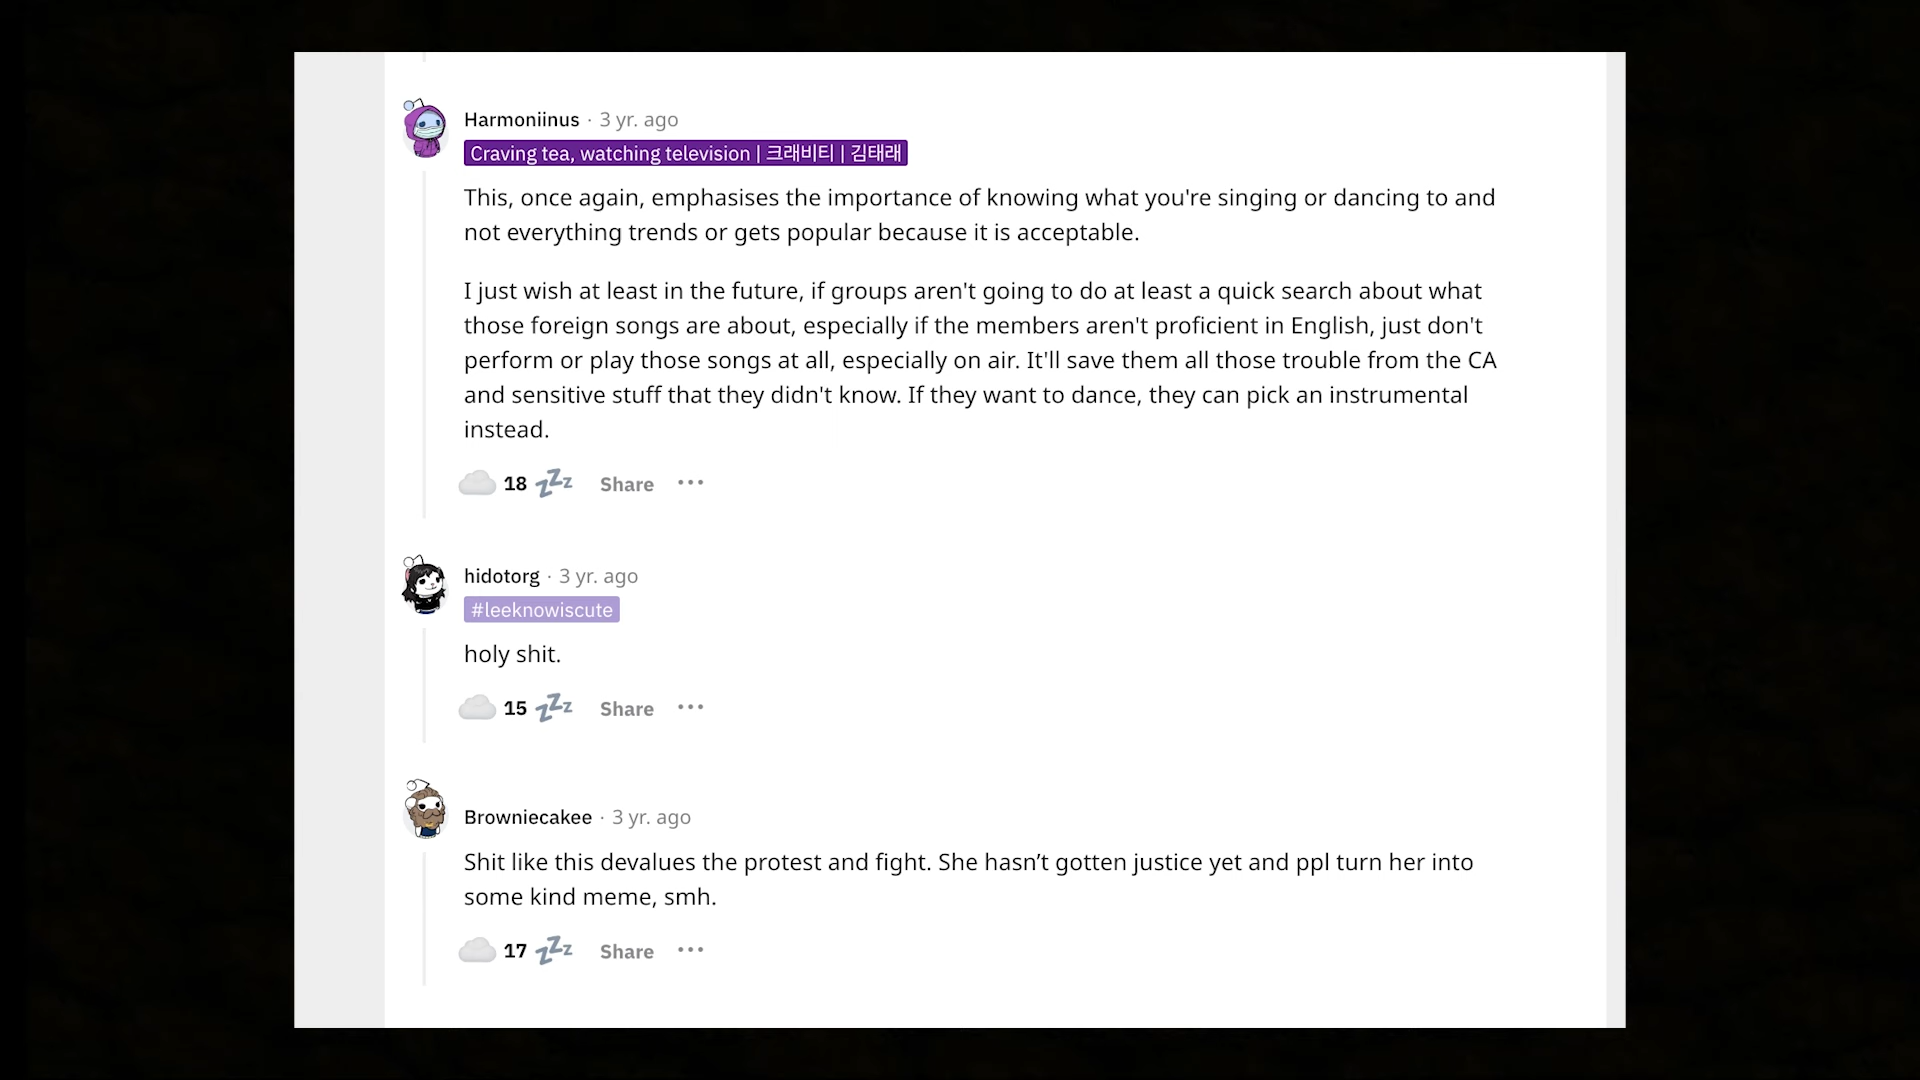 Harmoniinus · 3 yr. ago
Craving tea, watching television | 크래비티 | 김태래
This, once again, emphasises the importance of knowing what you're singing or dancing to and
not everything trends or gets popular because it is acceptable.
I just wish at least in the future, if groups aren't going to do at least a quick search about what
those foreign songs are about, especially if the members aren't proficient in English, just don't
perform or play those songs at all, especially on air. It'll save them all those trouble from the CA
and sensitive stuff that they didn't know. If they want to dance, they can pick an instrumental
instead.
18 Share ···
hidotorg · 3 yr. ago
#leeknowiscute
holy shit.
15 Share ···
Browniecakee · 3 yr. ago
Shit like this devalues the protest and fight. She hasn’t gotten justice yet and ppl turn her into
some kind meme, smh.
17 Share ···